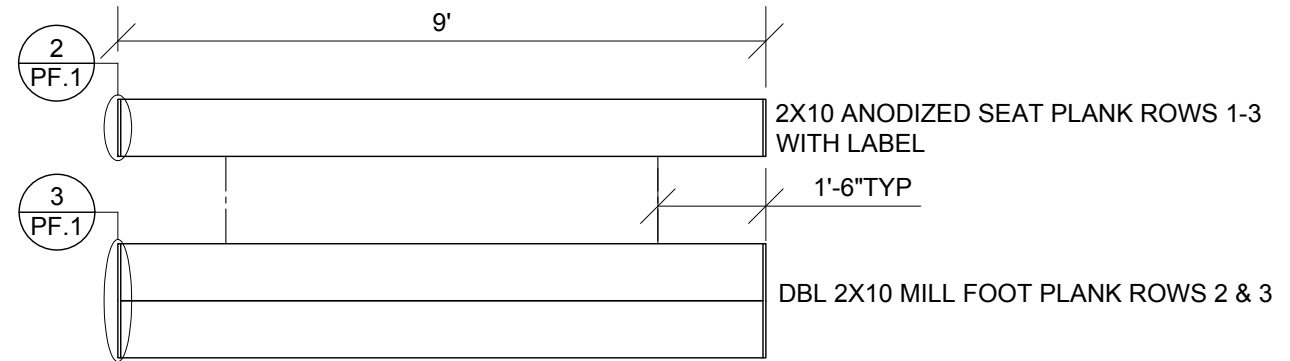 9'
2
PF.1
2X10 ANODIZED SEAT PLANK ROWS 1-3
WITH LABEL
3
PF.1
1'-6"TYP
DBL 2X10 MILL FOOT PLANK ROWS 2 & 3